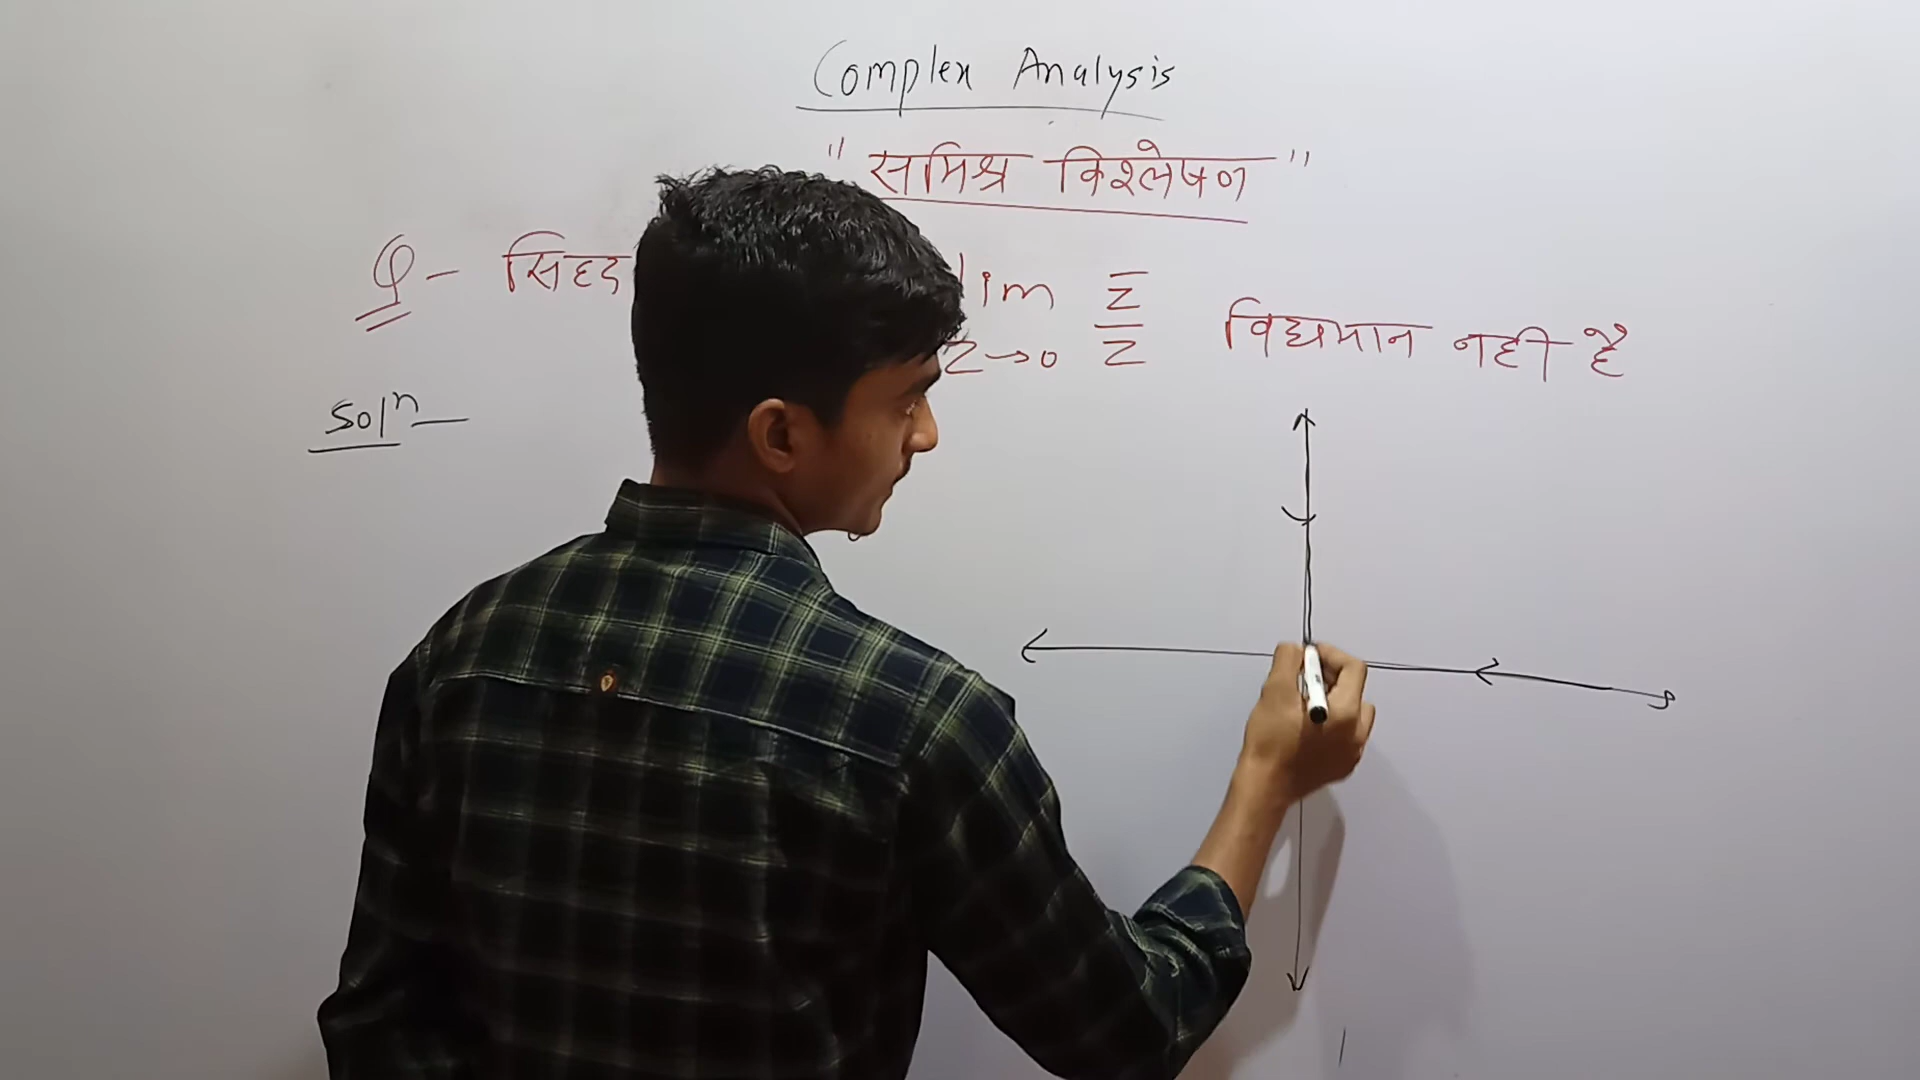 Complex Analysis
"समिश्र विश्लेषण"
Q- सिद्द lim z̄/z विद्यमान नही है
z→0
Solⁿ —